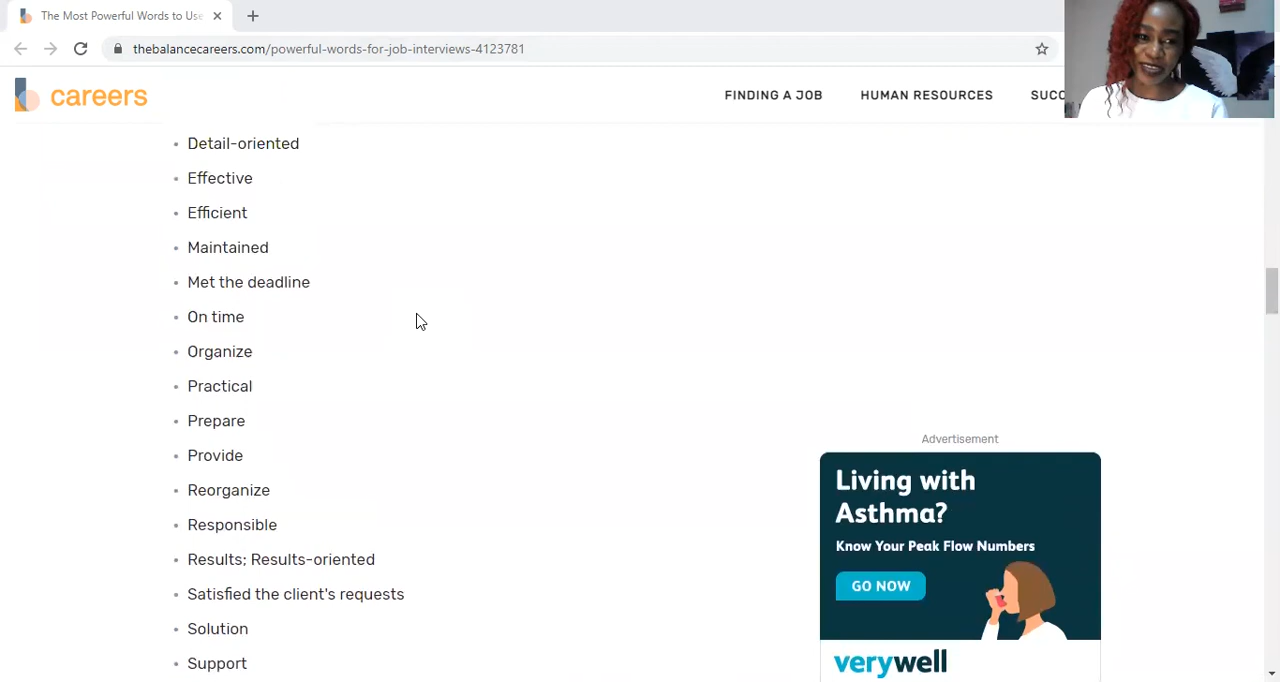 The Most Powerful Words to Use
thebalancecareers.com/powerful-words-for-job-interviews-4123781
careers
FINDING A JOB
HUMAN RESOURCES
SUCC
Detail-oriented
Effective
Efficient
Maintained
Met the deadline
On time
Organize
Practical
Prepare
Provide
Reorganize
Responsible
Results; Results-oriented
Satisfied the client's requests
Solution
Support
Advertisement
Living with
Asthma?
Know Your Peak Flow Numbers
GO NOW
verywell